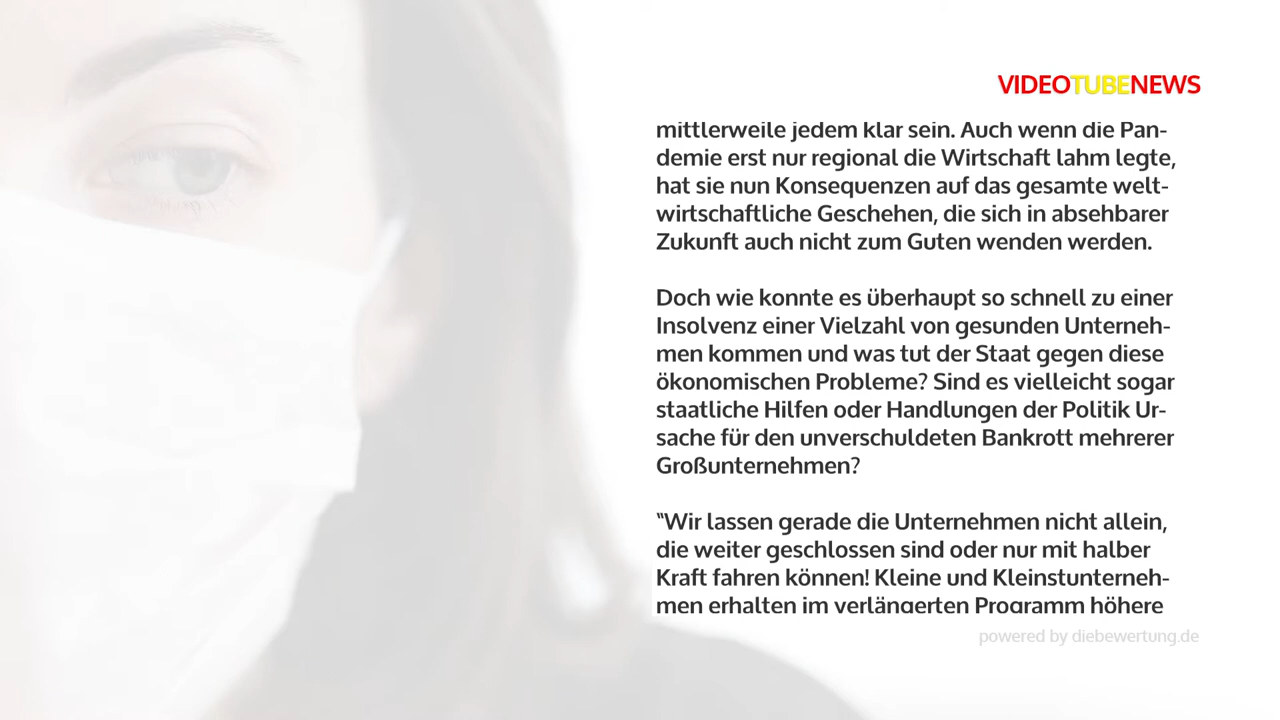 VIDEOTUBENEWS
mittlerweile jedem klar sein. Auch wenn die Pan-
demie erst nur regional die Wirtschaft lahm legte,
hat sie nun Konsequenzen auf das gesamte welt-
wirtschaftliche Geschehen, die sich in absehbarer
Zukunft auch nicht zum Guten wenden werden.
Doch wie konnte es überhaupt so schnell zu einer
Insolvenz einer Vielzahl von gesunden Unterneh-
men kommen und was tut der Staat gegen diese
ökonomischen Probleme? Sind es vielleicht sogar
staatliche Hilfen oder Handlungen der Politik Ur-
sache für den unverschuldeten Bankrott mehrerer
Großunternehmen?
“Wir lassen gerade die Unternehmen nicht allein,
die weiter geschlossen sind oder nur mit halber
Kraft fahren können! Kleine und Kleinstunterneh-
men erhalten im verlängerten Programm höhere
powered by diebewertung.de